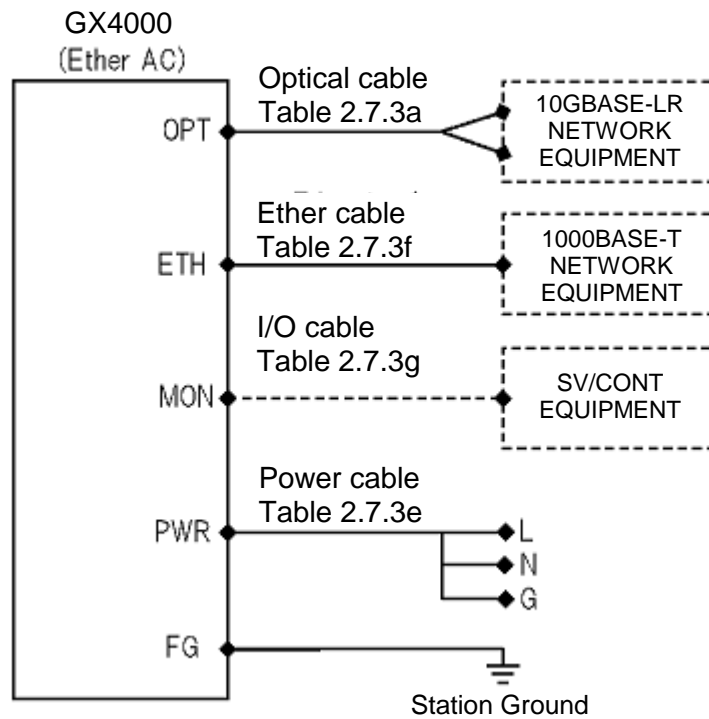 GX4000
(Ether AC)
Optical cable
Table 2.7.3a
OPT
10GBASE-LR
NETWORK
EQUIPMENT
Ether cable
Table 2.7.3f
ETH
1000BASE-T
NETWORK
EQUIPMENT
I/O cable
Table 2.7.3g
MON
SV/CONT
EQUIPMENT
Power cable
Table 2.7.3e
PWR
L
N
G
FG
Station Ground